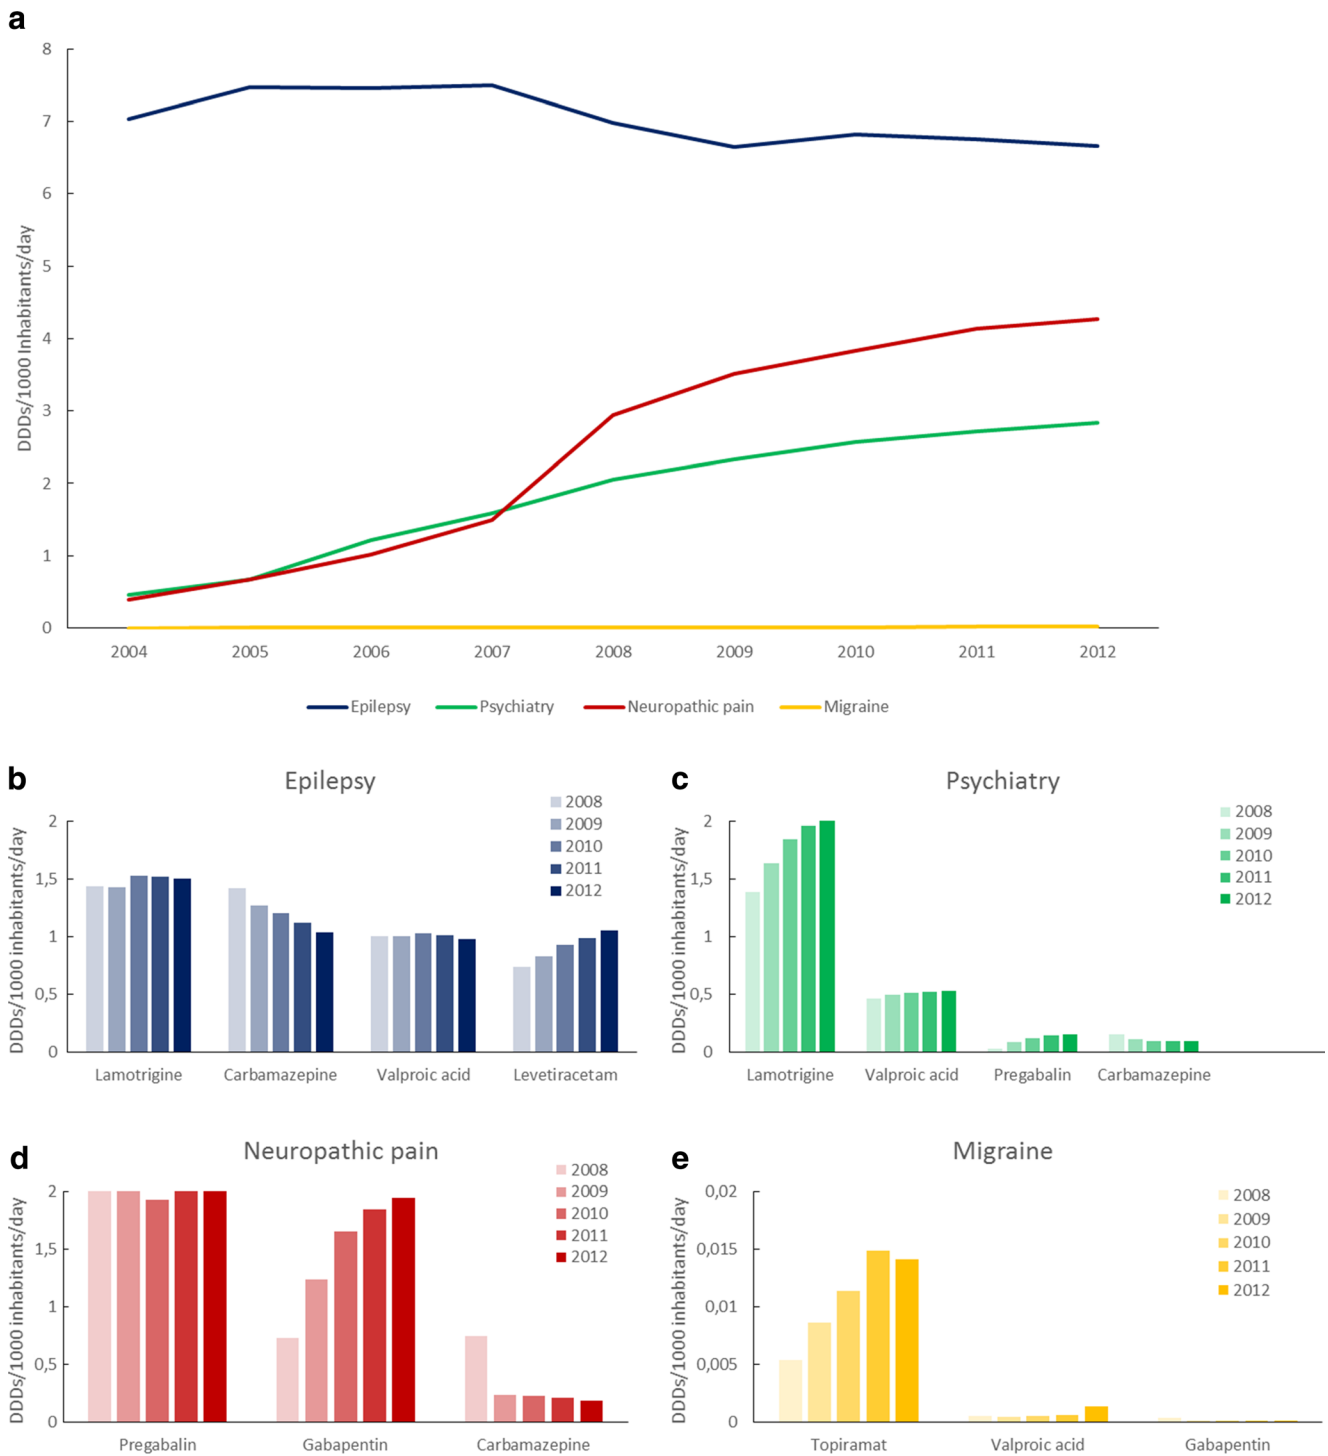 a
8
7
6
5
4
3
2
1
0
DDDs/1000 Inhabitants/day
2004 2005 2006 2007 2008 2009 2010 2011 2012
Epilepsy Psychiatry Neuropathic pain Migraine
b
Epilepsy
2008
2009
2010
2011
2012
2
1,5
1
0,5
0
DDDs/1000 inhabitants/day
Lamotrigine Carbamazepine Valproic acid Levetiracetam
c
Psychiatry
2008
2009
2010
2011
2012
2
1,5
1
0,5
0
DDDs/1000 inhabitants/day
Lamotrigine Valproic acid Pregabalin Carbamazepine
d
Neuropathic pain
2008
2009
2010
2011
2012
2
1,5
1
0,5
0
DDDs/1000 inhabitants/day
Pregabalin Gabapentin Carbamazepine
e
Migraine
2008
2009
2010
2011
2012
0,02
0,015
0,01
0,005
0
DDDs/1000 inhabitants/day
Topiramat Valproic acid Gabapentin